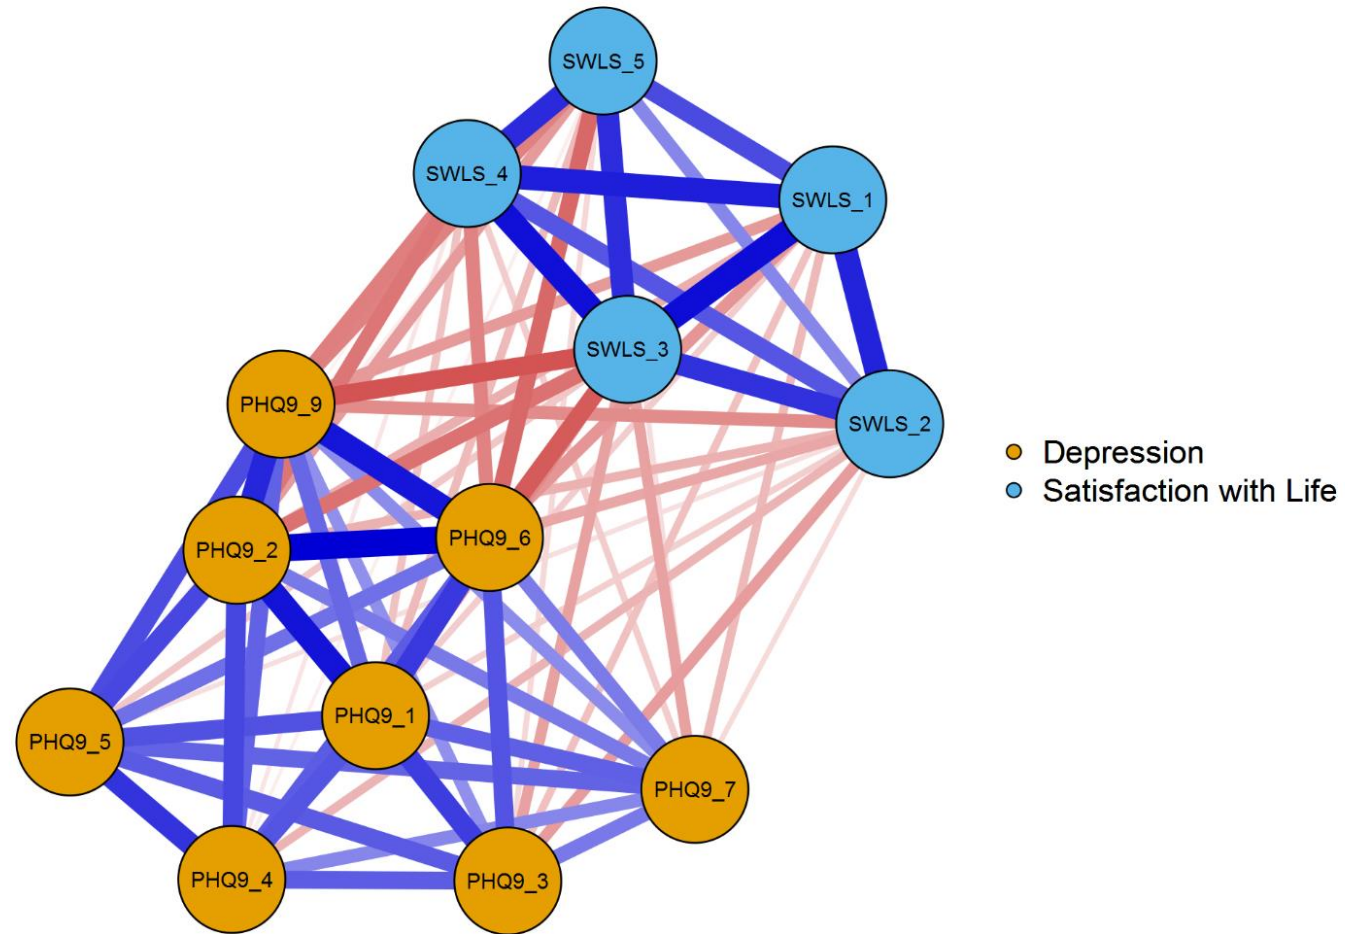 SWLS_5
SWLS_4
SWLS_1
SWLS_3
SWLS_2
PHQ9_9
PHQ9_6
PHQ9_2
PHQ9_1
PHQ9_5
PHQ9_7
PHQ9_4
PHQ9_3
Depression
Satisfaction with Life